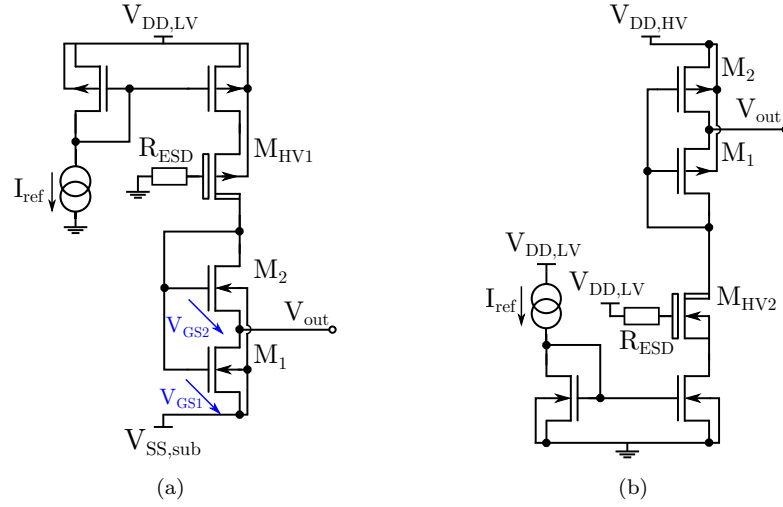 V_DD,LV
R_ESD
M_HV1
I_ref
M_2
V_GS2
V_out
M_1
V_GS1
V_SS,sub
(a)
V_DD,HV
M_2
V_out
M_1
V_DD,LV
V_DD,LV
M_HV2
I_ref
R_ESD
(b)